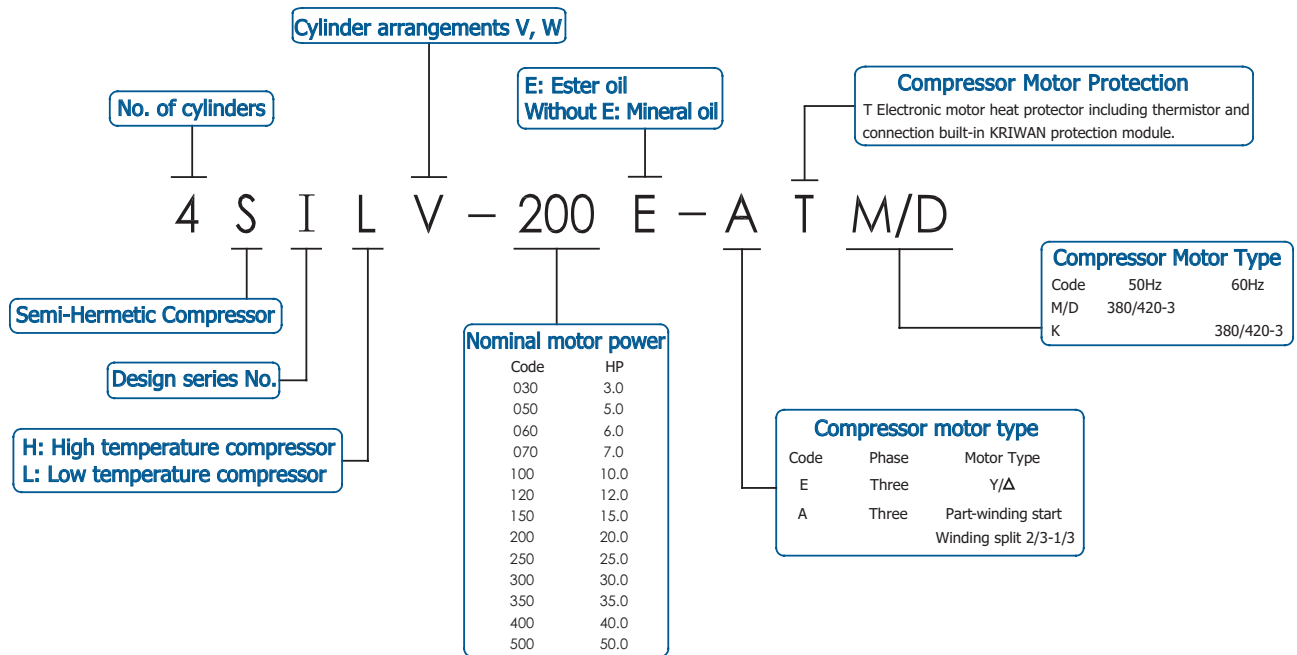 Cylinder arrangements V, W
No. of cylinders
E: Ester oil
Without E: Mineral oil
Compressor Motor Protection
T Electronic motor heat protector including thermistor and
connection built-in KRIWAN protection module.
4 S I L V - 200 E - A T M/D
Semi-Hermetic Compressor
Design series No.
H: High temperature compressor
L: Low temperature compressor
Nominal motor power
Code HP
030 3.0
050 5.0
060 6.0
070 7.0
100 10.0
120 12.0
150 15.0
200 20.0
250 25.0
300 30.0
350 35.0
400 40.0
500 50.0
Compressor motor type
Code Phase Motor Type
E Three Y/Δ
A Three Part-winding start
Winding split 2/3-1/3
Compressor Motor Type
Code 50Hz 60Hz
M/D 380/420-3
K 380/420-3